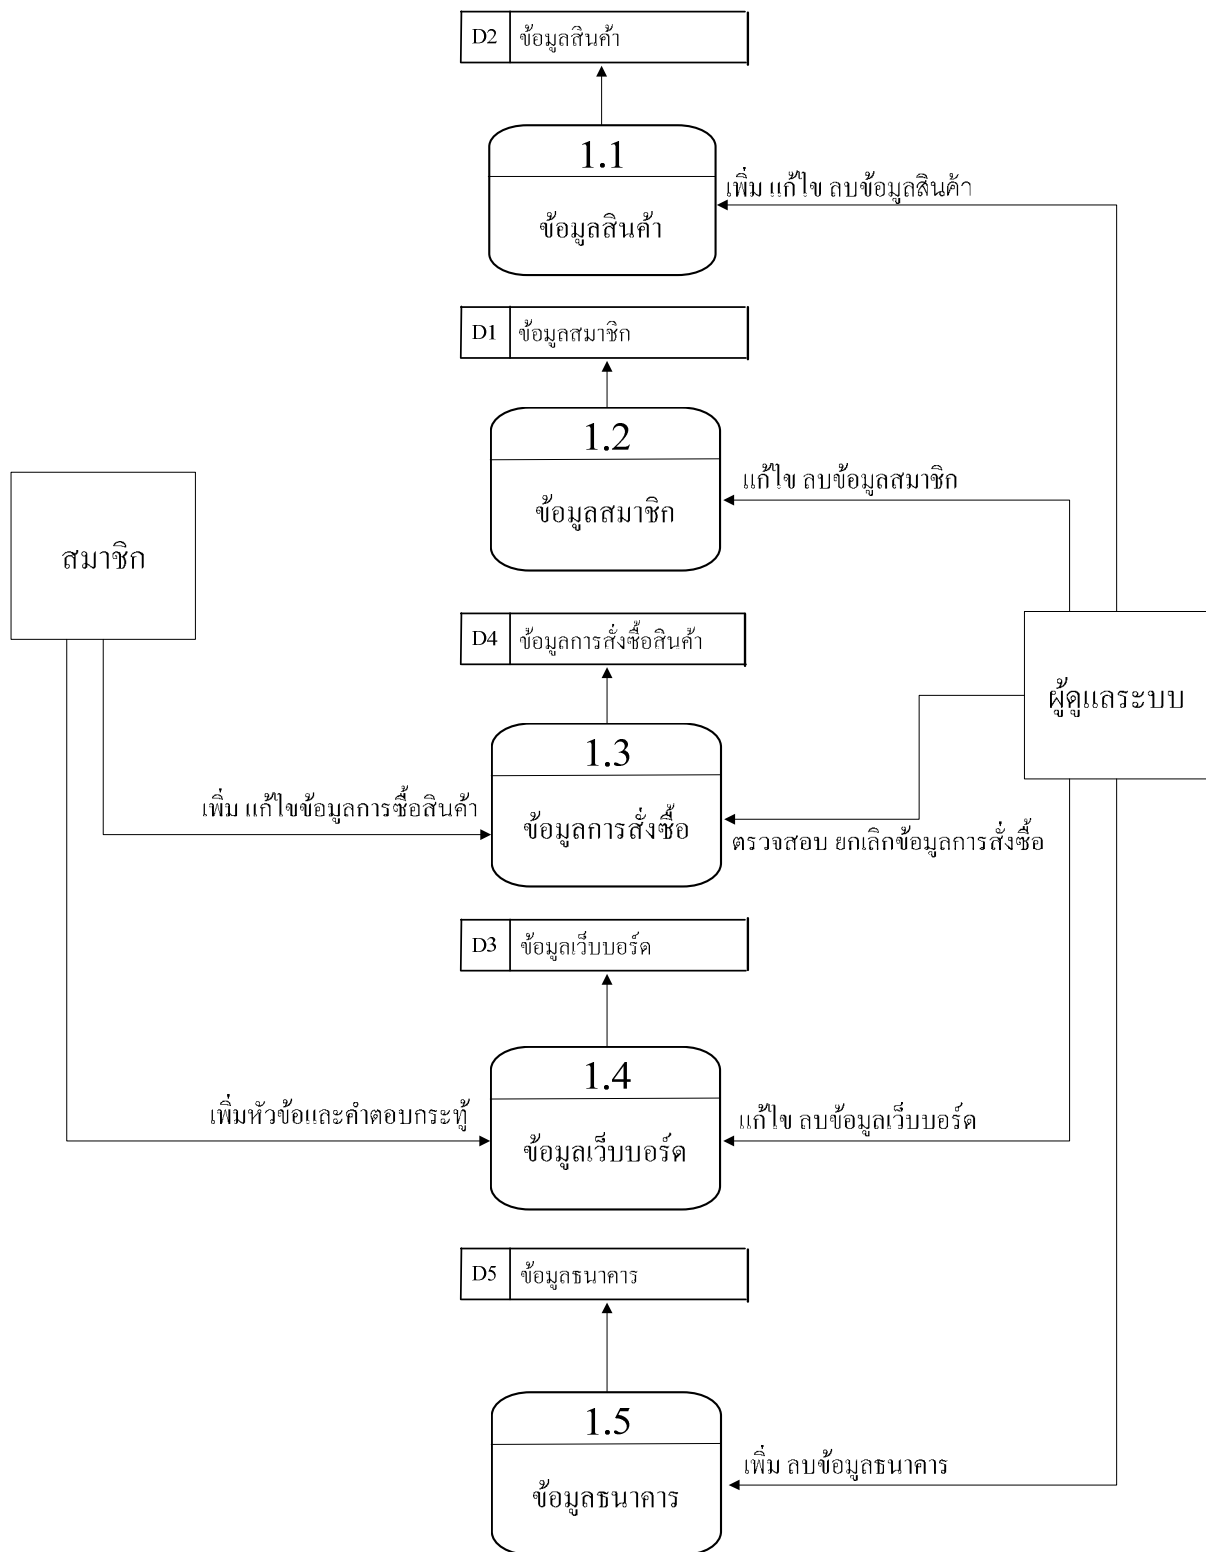 D2 ข้อมูลสินค้า
1.1
เพิ่ม แก้ไข ลบข้อมูลสินค้า
ข้อมูลสินค้า
D1 ข้อมูลสมาชิก
1.2
แก้ไข ลบข้อมูลสมาชิก
ข้อมูลสมาชิก
สมาชิก
D4 ข้อมูลการสั่งซื้อสินค้า
ผู้ดูแลระบบ
1.3
เพิ่ม แก้ไขข้อมูลการซื้อสินค้า
ข้อมูลการสั่งซื้อ
ตรวจสอบ ยกเลิกข้อมูลการสั่งซื้อ
D3 ข้อมูลเว็บบอร์ด
1.4
เพิ่มหัวข้อและคำตอบกระทู้
แก้ไข ลบข้อมูลเว็บบอร์ด
ข้อมูลเว็บบอร์ด
D5 ข้อมูลธนาคาร
1.5
เพิ่ม ลบข้อมูลธนาคาร
ข้อมูลธนาคาร